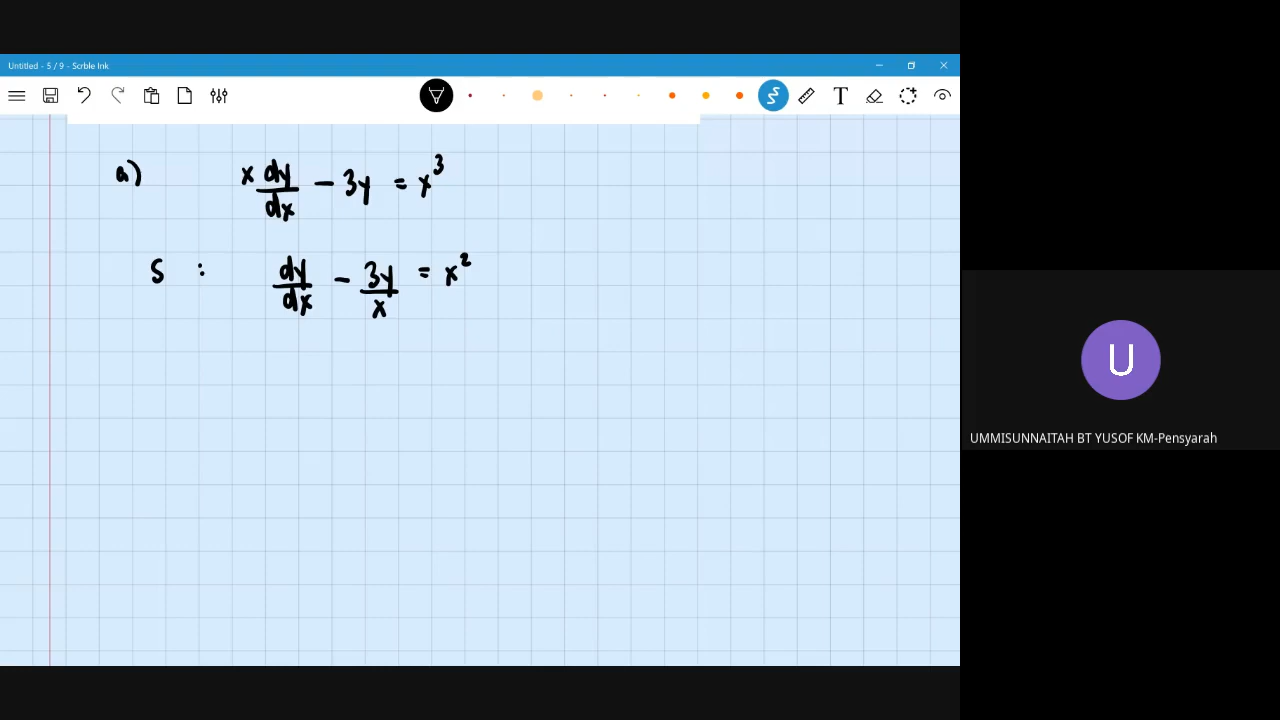 Untitled - 5 / 9 - Scrble Ink
T
a) x dy/dx - 3y = x³
S : dy/dx - 3y/x = x²
U
UMMISUNNAITAH BT YUSOF KM-Pensyarah